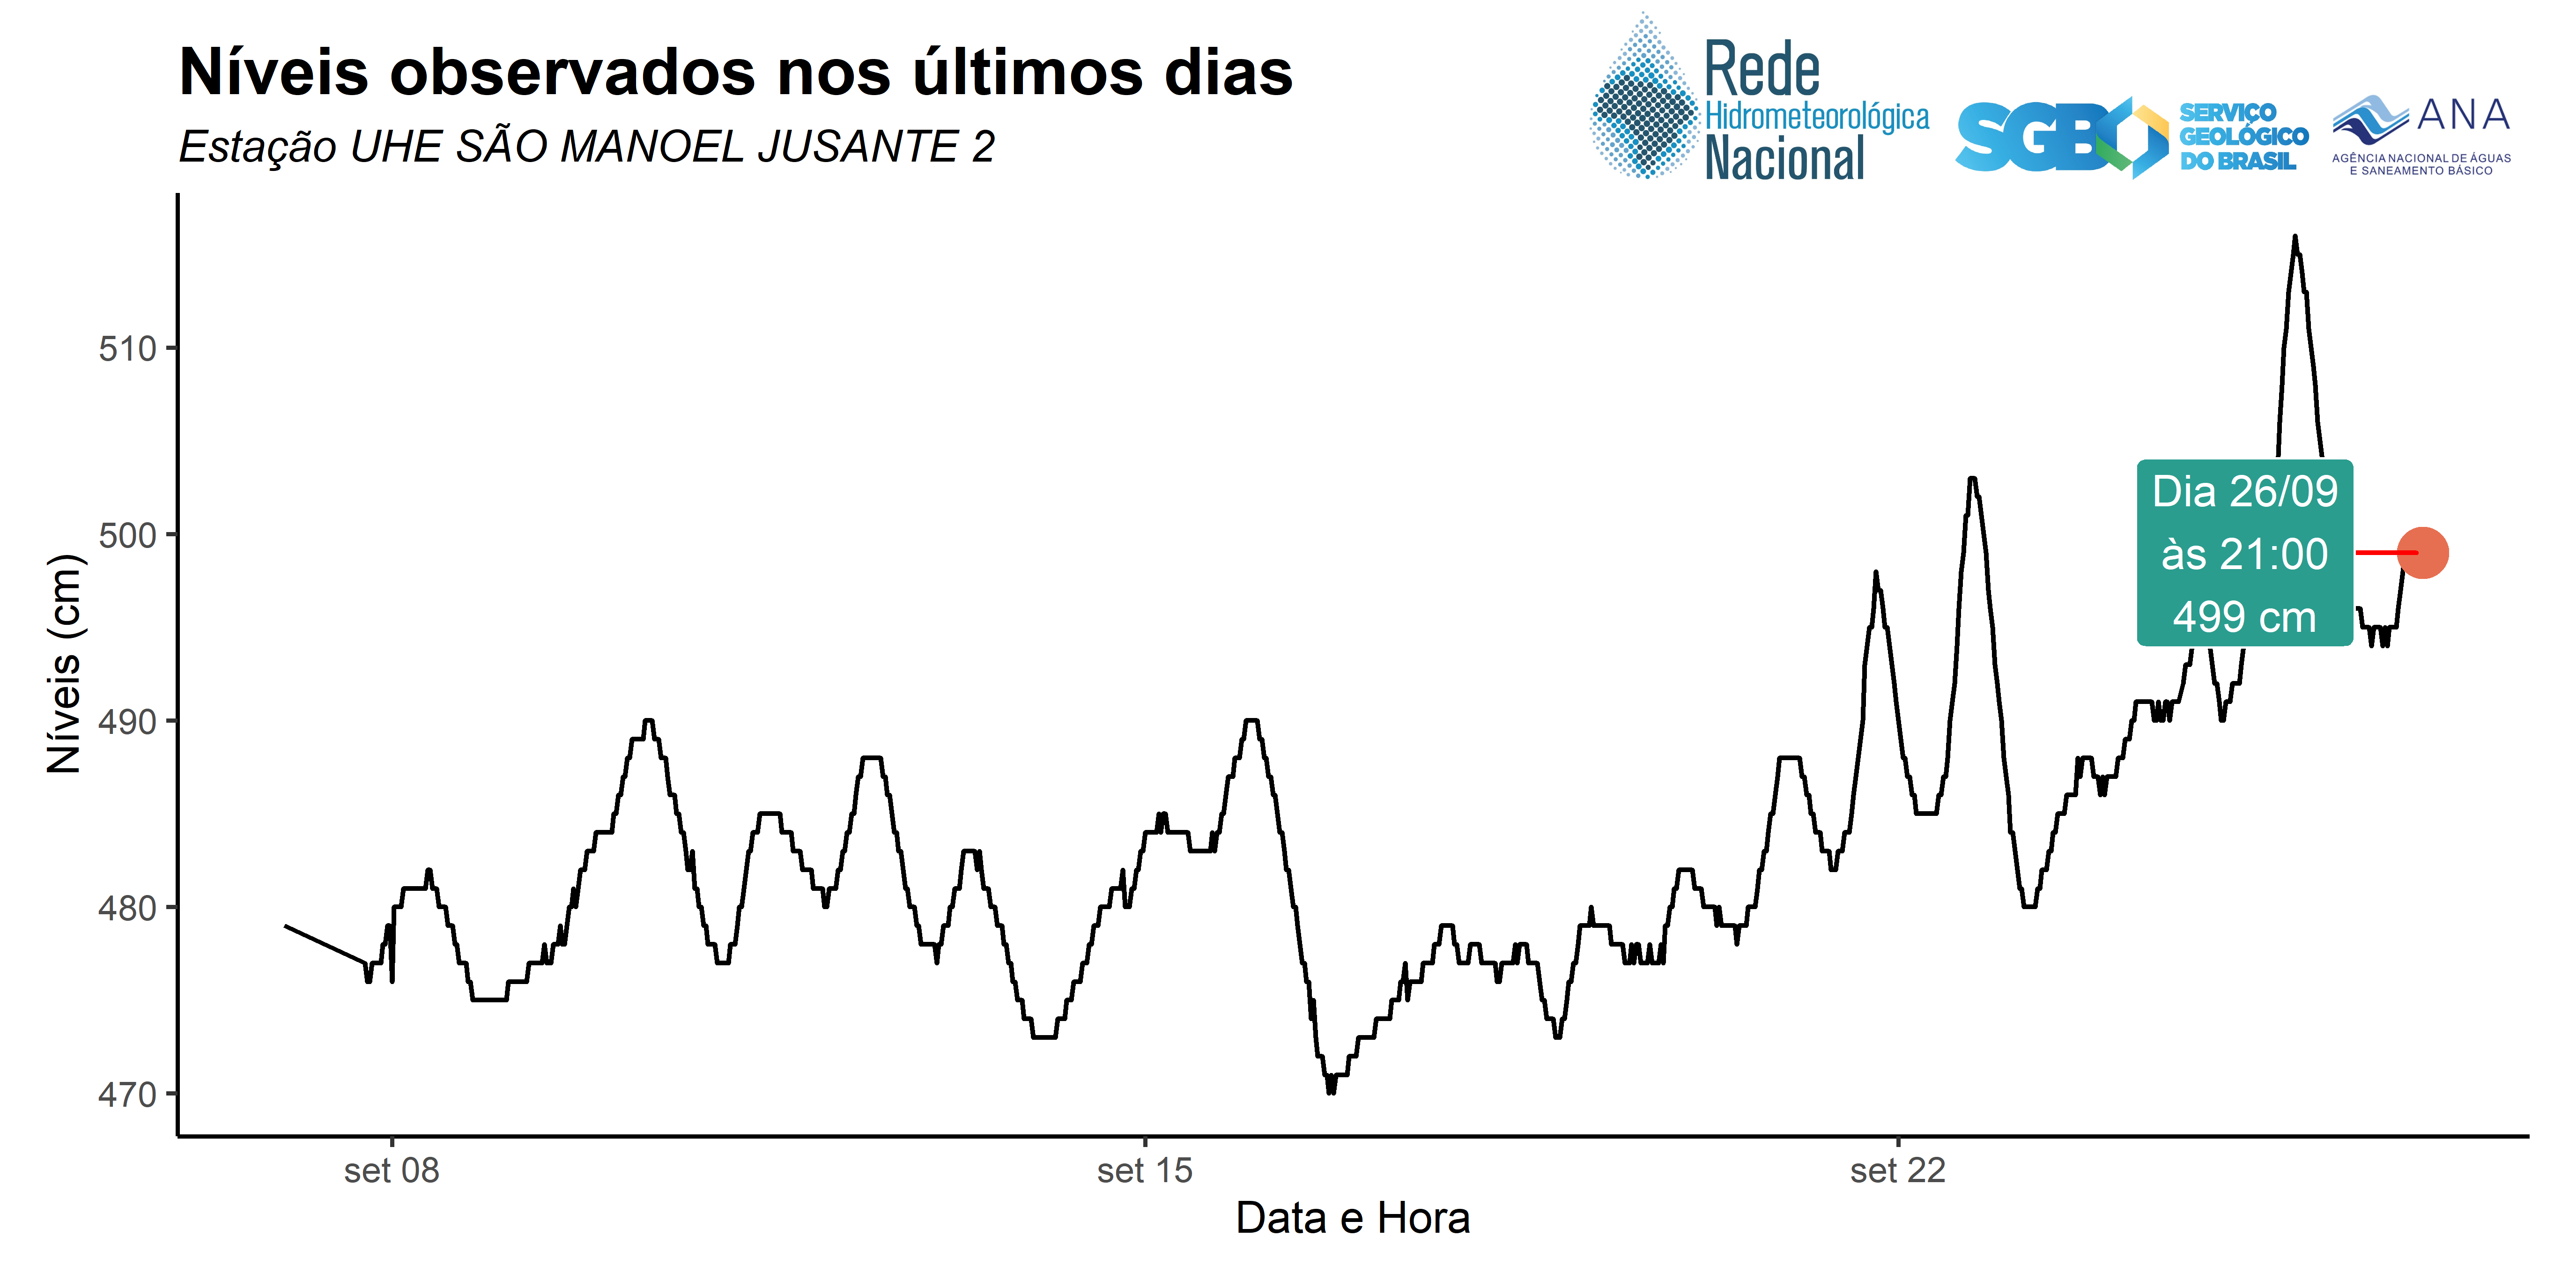 Níveis observados nos últimos dias
Estação UHE SÃO MANOEL JUSANTE 2
Rede
Hidrometeorológica
Nacional
SGB
SERVIÇO
GEOLÓGICO
DO BRASIL
ANA
AGÊNCIA NACIONAL DE ÁGUAS
E SANEAMENTO BÁSICO
Níveis (cm)
510
500
490
480
470
Dia 26/09
às 21:00
499 cm
set 08
set 15
set 22
Data e Hora